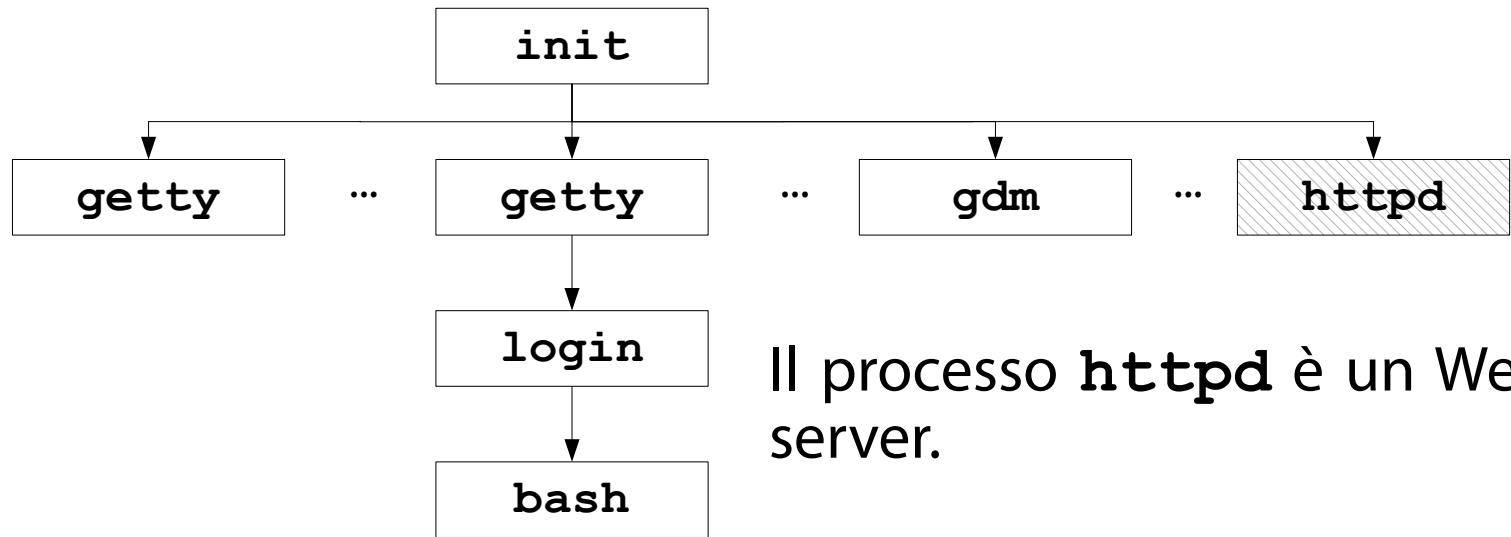 init
getty ... getty ... gdm ... httpd
login
Il processo httpd è un We
server.
bash